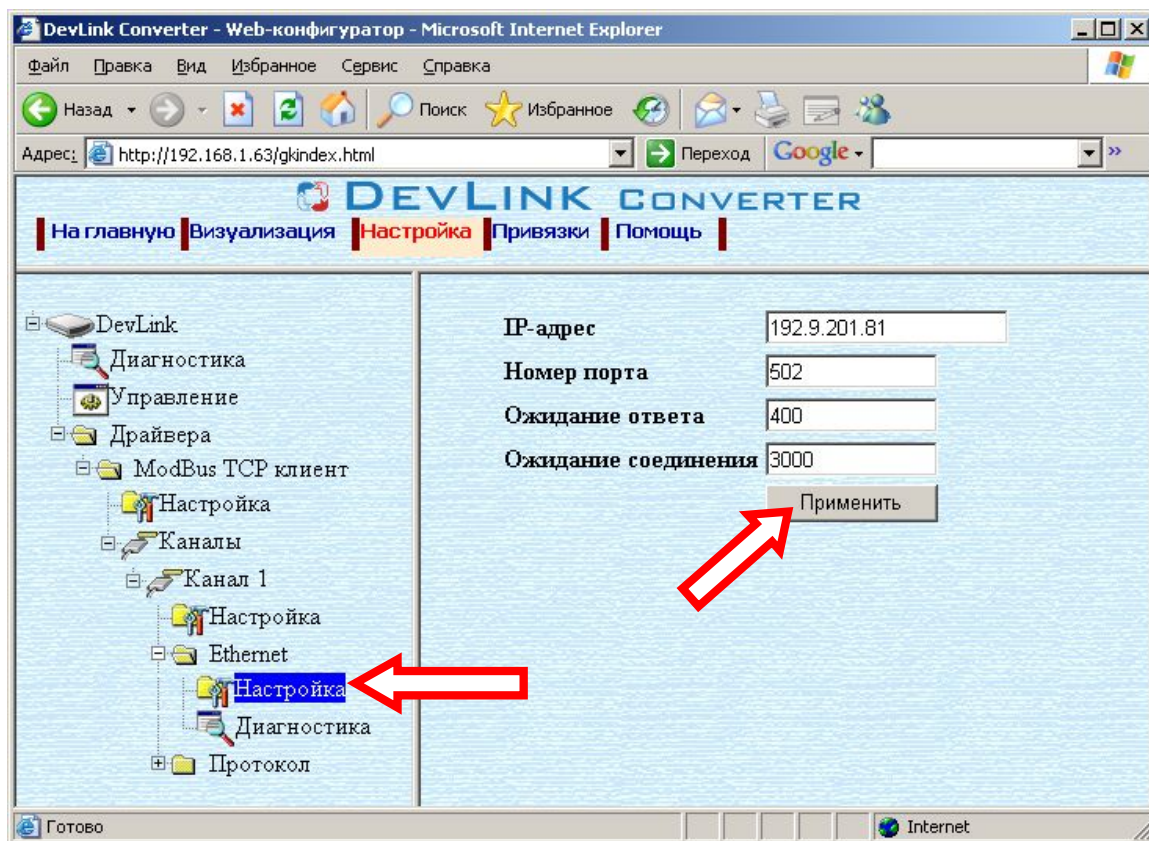 DevLink Converter - Web-конфигуратор - Microsoft Internet Explorer
Файл Правка Вид Избранное Сервис Справка
Назад Поиск Избранное
Адрес: http://192.168.1.63/gkindex.html Переход Google
DEVLINK CONVERTER
На главную Визуализация Настройка Привязки Помощь
DevLink
Диагностика
Управление
Драйвера
ModBus TCP клиент
Настройка
Каналы
Канал 1
Настройка
Ethernet
Настройка
Диагностика
Протокол
IP-адрес 192.9.201.81
Номер порта 502
Ожидание ответа 400
Ожидание соединения 3000
Применить
Готово Internet